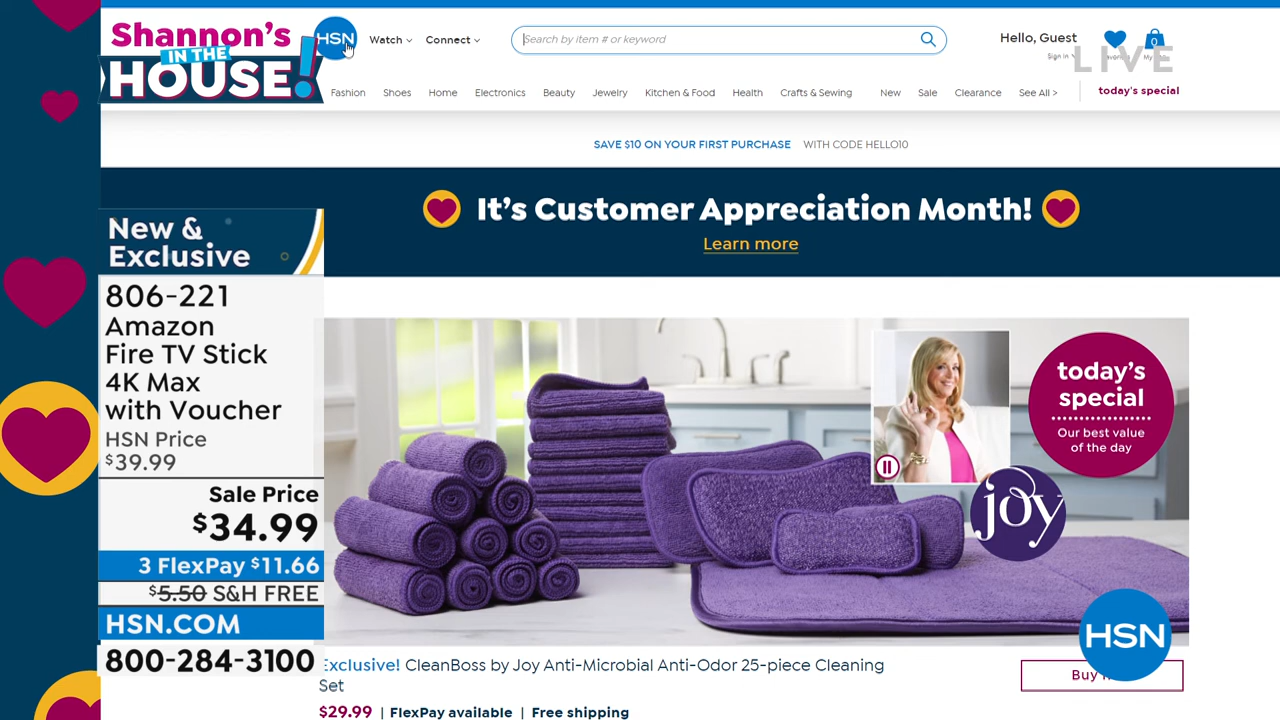 Shannon's
IN THE
HOUSE!
HSN
Watch
Connect
Search by item # or keyword
Hello, Guest
Sign In
LIVE
0
Fashion
Shoes
Home
Electronics
Beauty
Jewelry
Kitchen & Food
Health
Crafts & Sewing
New
Sale
Clearance
See All >
today's special
SAVE $10 ON YOUR FIRST PURCHASE WITH CODE HELLO10
It's Customer Appreciation Month!
Learn more
New &
Exclusive
806-221
Amazon
Fire TV Stick
4K Max
with Voucher
HSN Price
$39.99
Sale Price
$34.99
3 FlexPay $11.66
$5.50 S&H FREE
HSN.COM
800-284-3100
today's
special
Our best value
of the day
joy
HSN
Exclusive! CleanBoss by Joy Anti-Microbial Anti-Odor 25-piece Cleaning
Set
Buy
$29.99 | FlexPay available | Free shipping